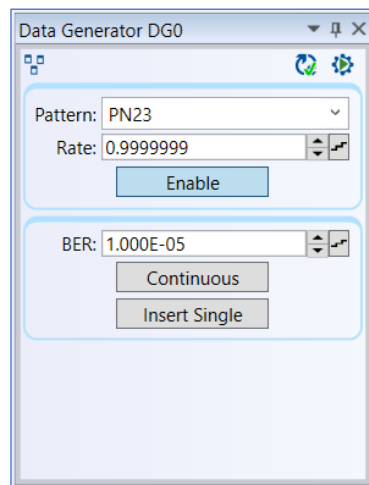 Data Generator DG0
Pattern: PN23
Rate: 0.9999999
Enable
BER: 1.000E-05
Continuous
Insert Single